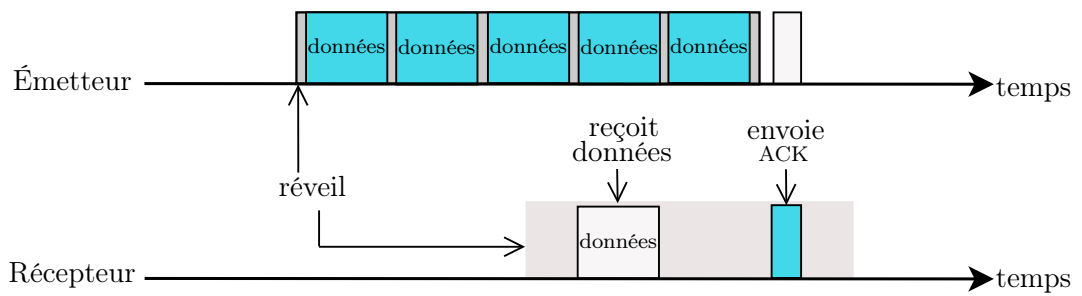 données données données données données
Émetteur
temps
reçoit
données
envoie
ACK
réveil
données
Récepteur
temps